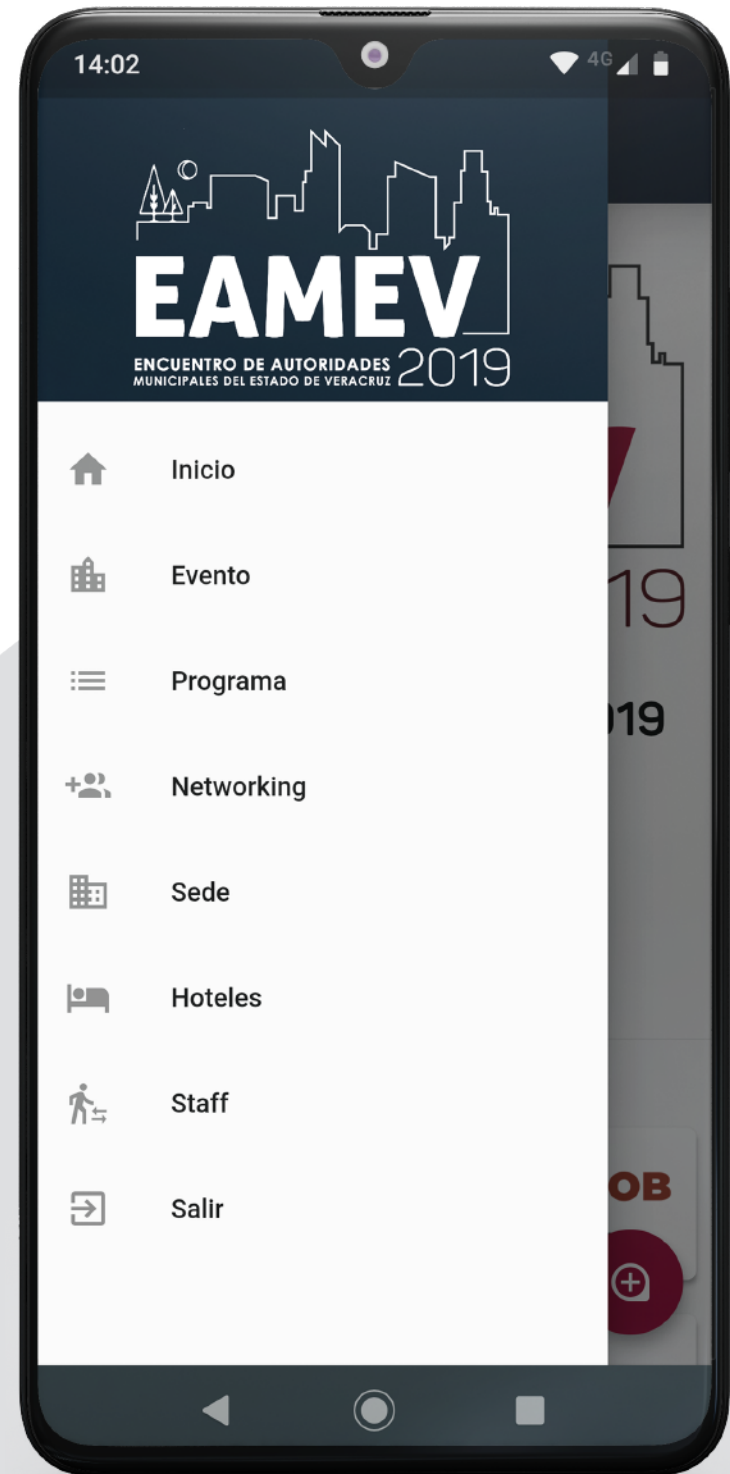 14:02
4G
EAMEV
ENCUENTRO DE AUTORIDADES
MUNICIPALES DEL ESTADO DE VERACRUZ
2019
Inicio
Evento
Programa
Networking
Sede
Hoteles
Staff
Salir
19
19
OB